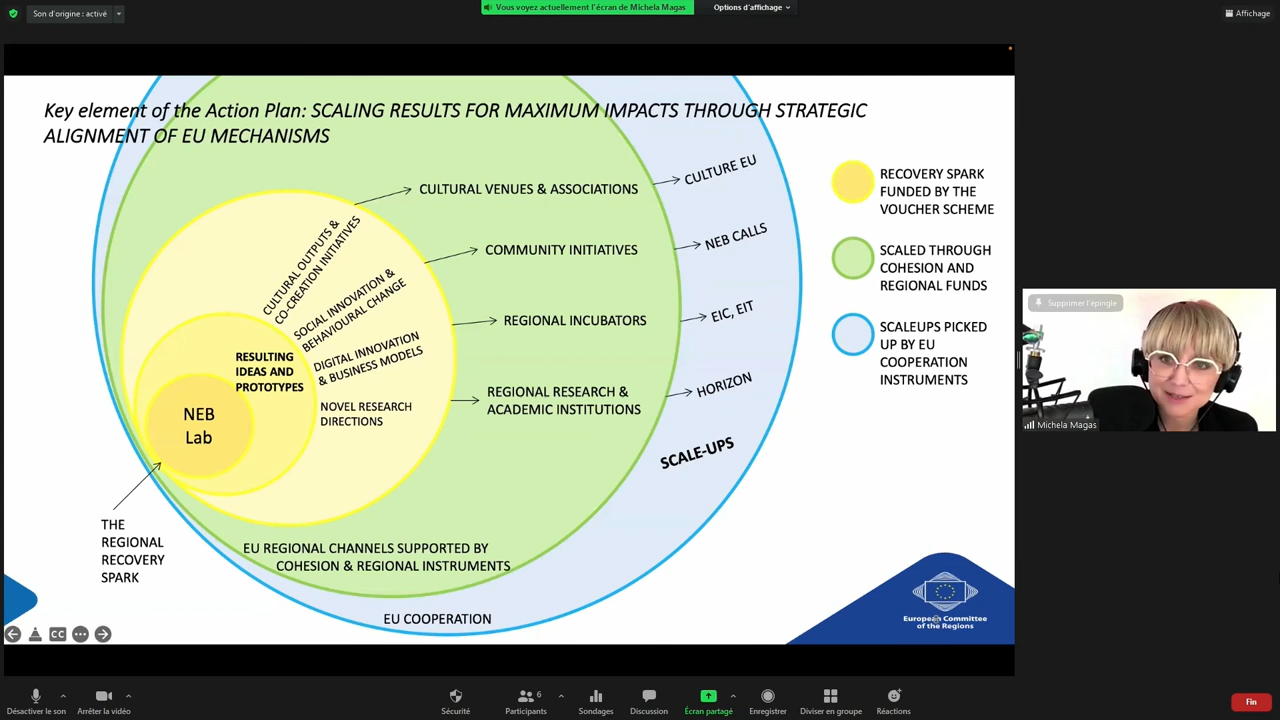 Son d'origine : activé
Vous voyez actuellement l'écran de Michela Magas
Options d'affichage
Affichage
Key element of the Action Plan: SCALING RESULTS FOR MAXIMUM IMPACTS THROUGH STRATEGIC
ALIGNMENT OF EU MECHANISMS
CULTURAL VENUES & ASSOCIATIONS
CULTURE EU
COMMUNITY INITIATIVES
NEB CALLS
REGIONAL INCUBATORS
EIC, EIT
REGIONAL RESEARCH &
ACADEMIC INSTITUTIONS
HORIZON
SCALE-UPS
CULTURAL OUTPUTS &
CO-CREATION INITIATIVES
SOCIAL INNOVATION &
BEHAVIOURAL CHANGE
DIGITAL INNOVATION
& BUSINESS MODELS
NOVEL RESEARCH
DIRECTIONS
RESULTING
IDEAS AND
PROTOTYPES
NEB
Lab
THE
REGIONAL
RECOVERY
SPARK
EU REGIONAL CHANNELS SUPPORTED BY
COHESION & REGIONAL INSTRUMENTS
EU COOPERATION
RECOVERY SPARK
FUNDED BY THE
VOUCHER SCHEME
SCALED THROUGH
COHESION AND
REGIONAL FUNDS
SCALEUPS PICKED
UP BY EU
COOPERATION
INSTRUMENTS
European Committee
of the Regions
Supprimer l'épingle
Michela Magas
CC
Désactiver le son
Arrêter la vidéo
Sécurité
6
Participants
Sondages
Discussion
Écran partagé
Enregistrer
Diviser en groupe
Réactions
Fin